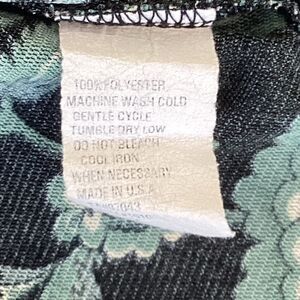 100% POLYESTER
MACHINE WASH COLD
GENTLE CYCLE
TUMBLE DRY LOW
DO NOT BLEACH
COOL IRON
WHEN NECESSARY
MADE IN U.S.A.